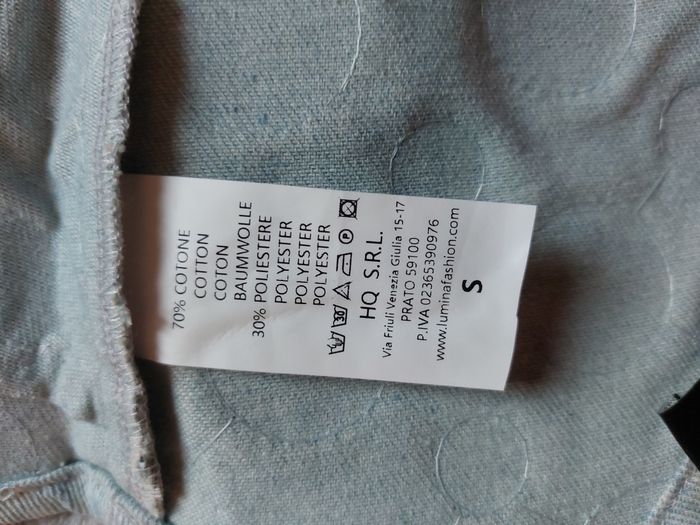 70% COTONE
COTTON
COTON
BAUMWOLLE
30% POLIESTERE
POLYESTER
POLYESTER
POLYESTER
30 P
HQ S.R.L.
Via Friuli Venezia Giulia 15-17
PRATO 59100
P.IVA 02365390976
www.luminafashion.com
S